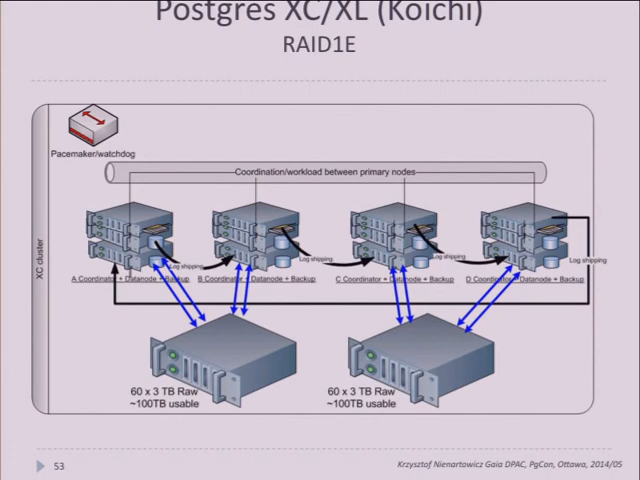 Postgres XC/XL (Koichi)
RAID1E
Pacemaker/watchdog
Coordination/workload between primary nodes
XC cluster
Log shipping
Log shipping
Log shipping
Log shipping
A Coordinator + Datanode + Backup
B Coordinator + Datanode + Backup
C Coordinator + Datanode + Backup
D Coordinator + Datanode + Backup
60 x 3 TB Raw
~100TB usable
60 x 3 TB Raw
~100TB usable
53
Krzysztof Nienartowicz Gaia DPAC, PgCon, Ottawa, 2014/05